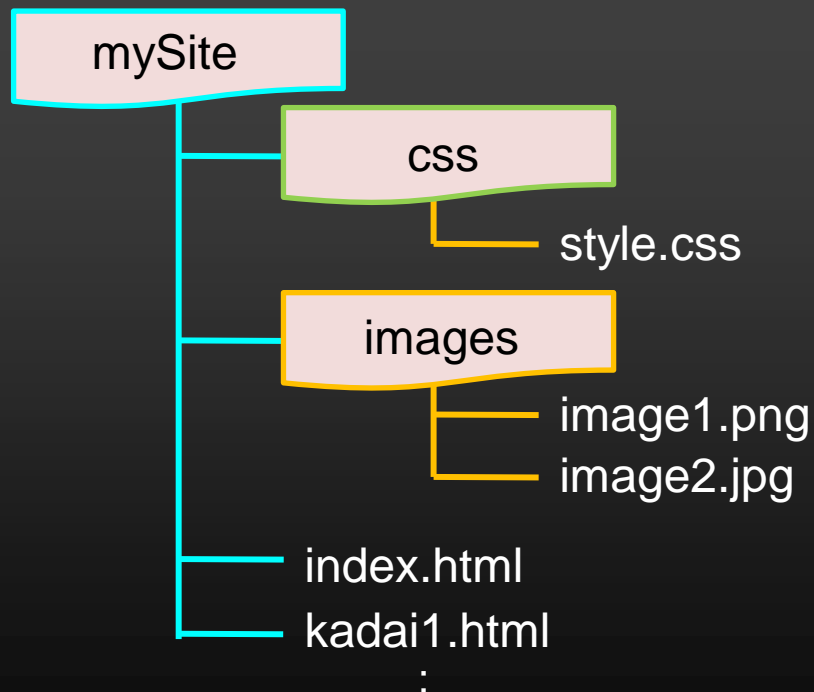 mySite
css
style.css
images
image1.png
image2.jpg
index.html
kadai1.html
: